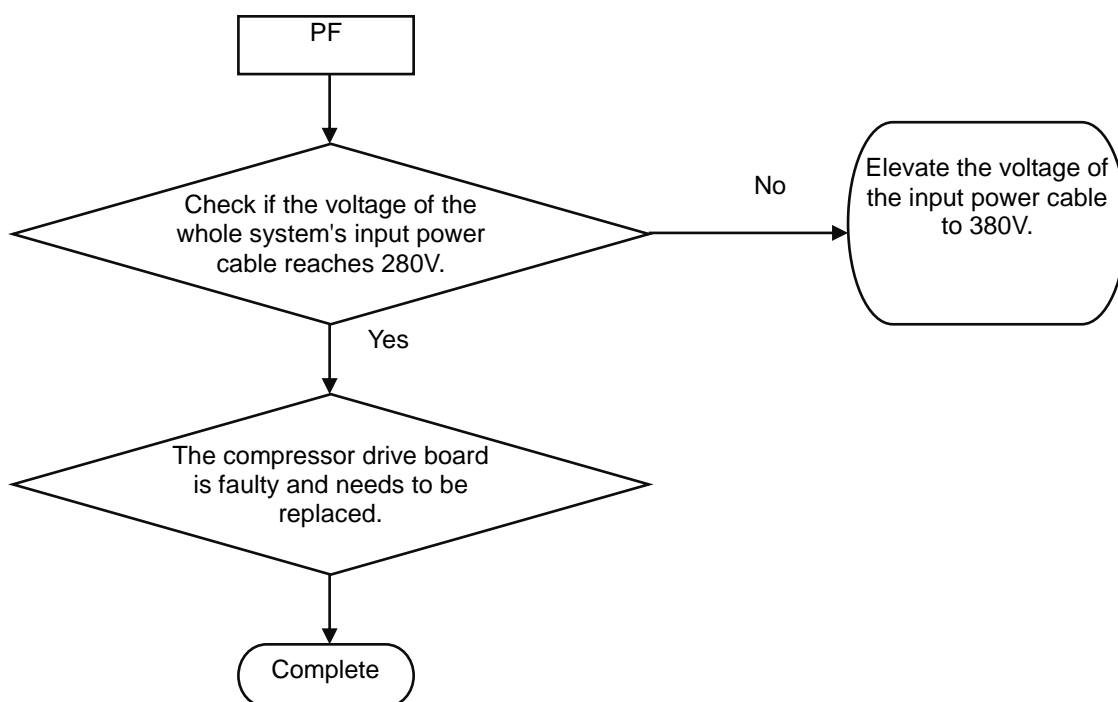 PF
Check if the voltage of the
whole system's input power
cable reaches 280V.
No
Elevate the voltage of
the input power cable
to 380V.
Yes
The compressor drive board
is faulty and needs to be
replaced.
Complete